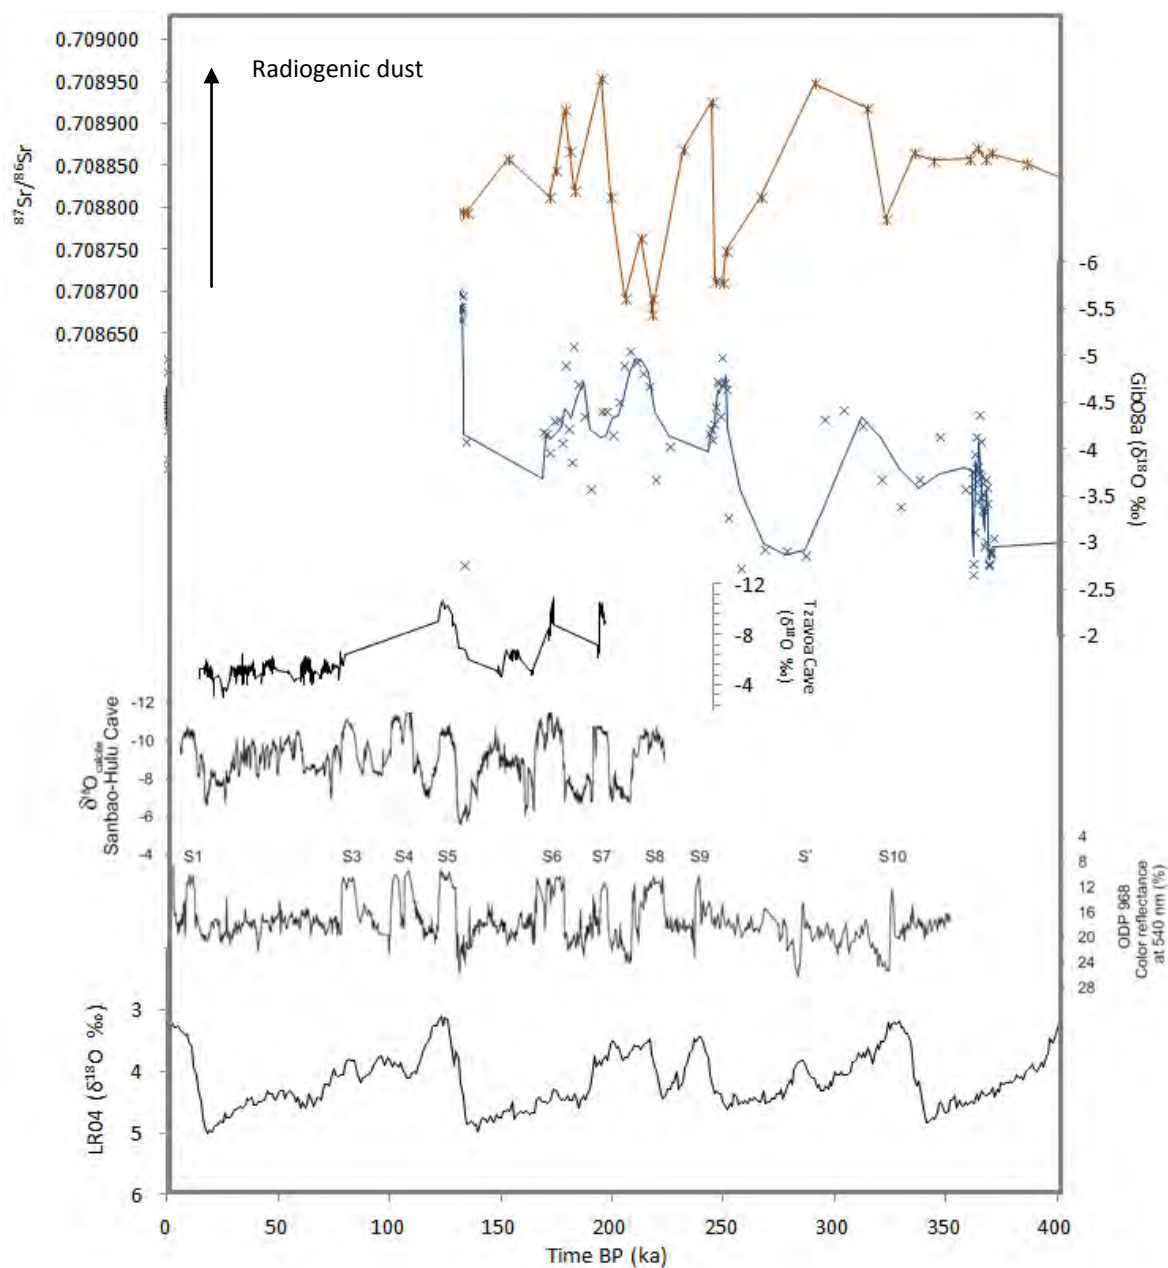 Radiogenic dust
⁸⁷Sr/⁸⁶Sr
0.709000
0.708950
0.708900
0.708850
0.708800
0.708750
0.708700
0.708650
-6
-5.5
-5
-4.5
-4
-3.5
-3
-2.5
-2
Gib08a (δ¹⁸O ‰)
-12
-8
-4
Tzavoa Cave
(δ¹⁸O ‰)
-12
-10
-8
-6
-4
δ¹⁸O calcite
Sanbao-Hulu Cave
S1 S3 S4 S5 S6 S7 S8 S9 S' S10
4
8
12
16
20
24
28
ODP 968
Color reflectance
at 540 nm (%)
3
4
5
6
LR04 (δ¹⁸O ‰)
0 50 100 150 200 250 300 350 400
Time BP (ka)